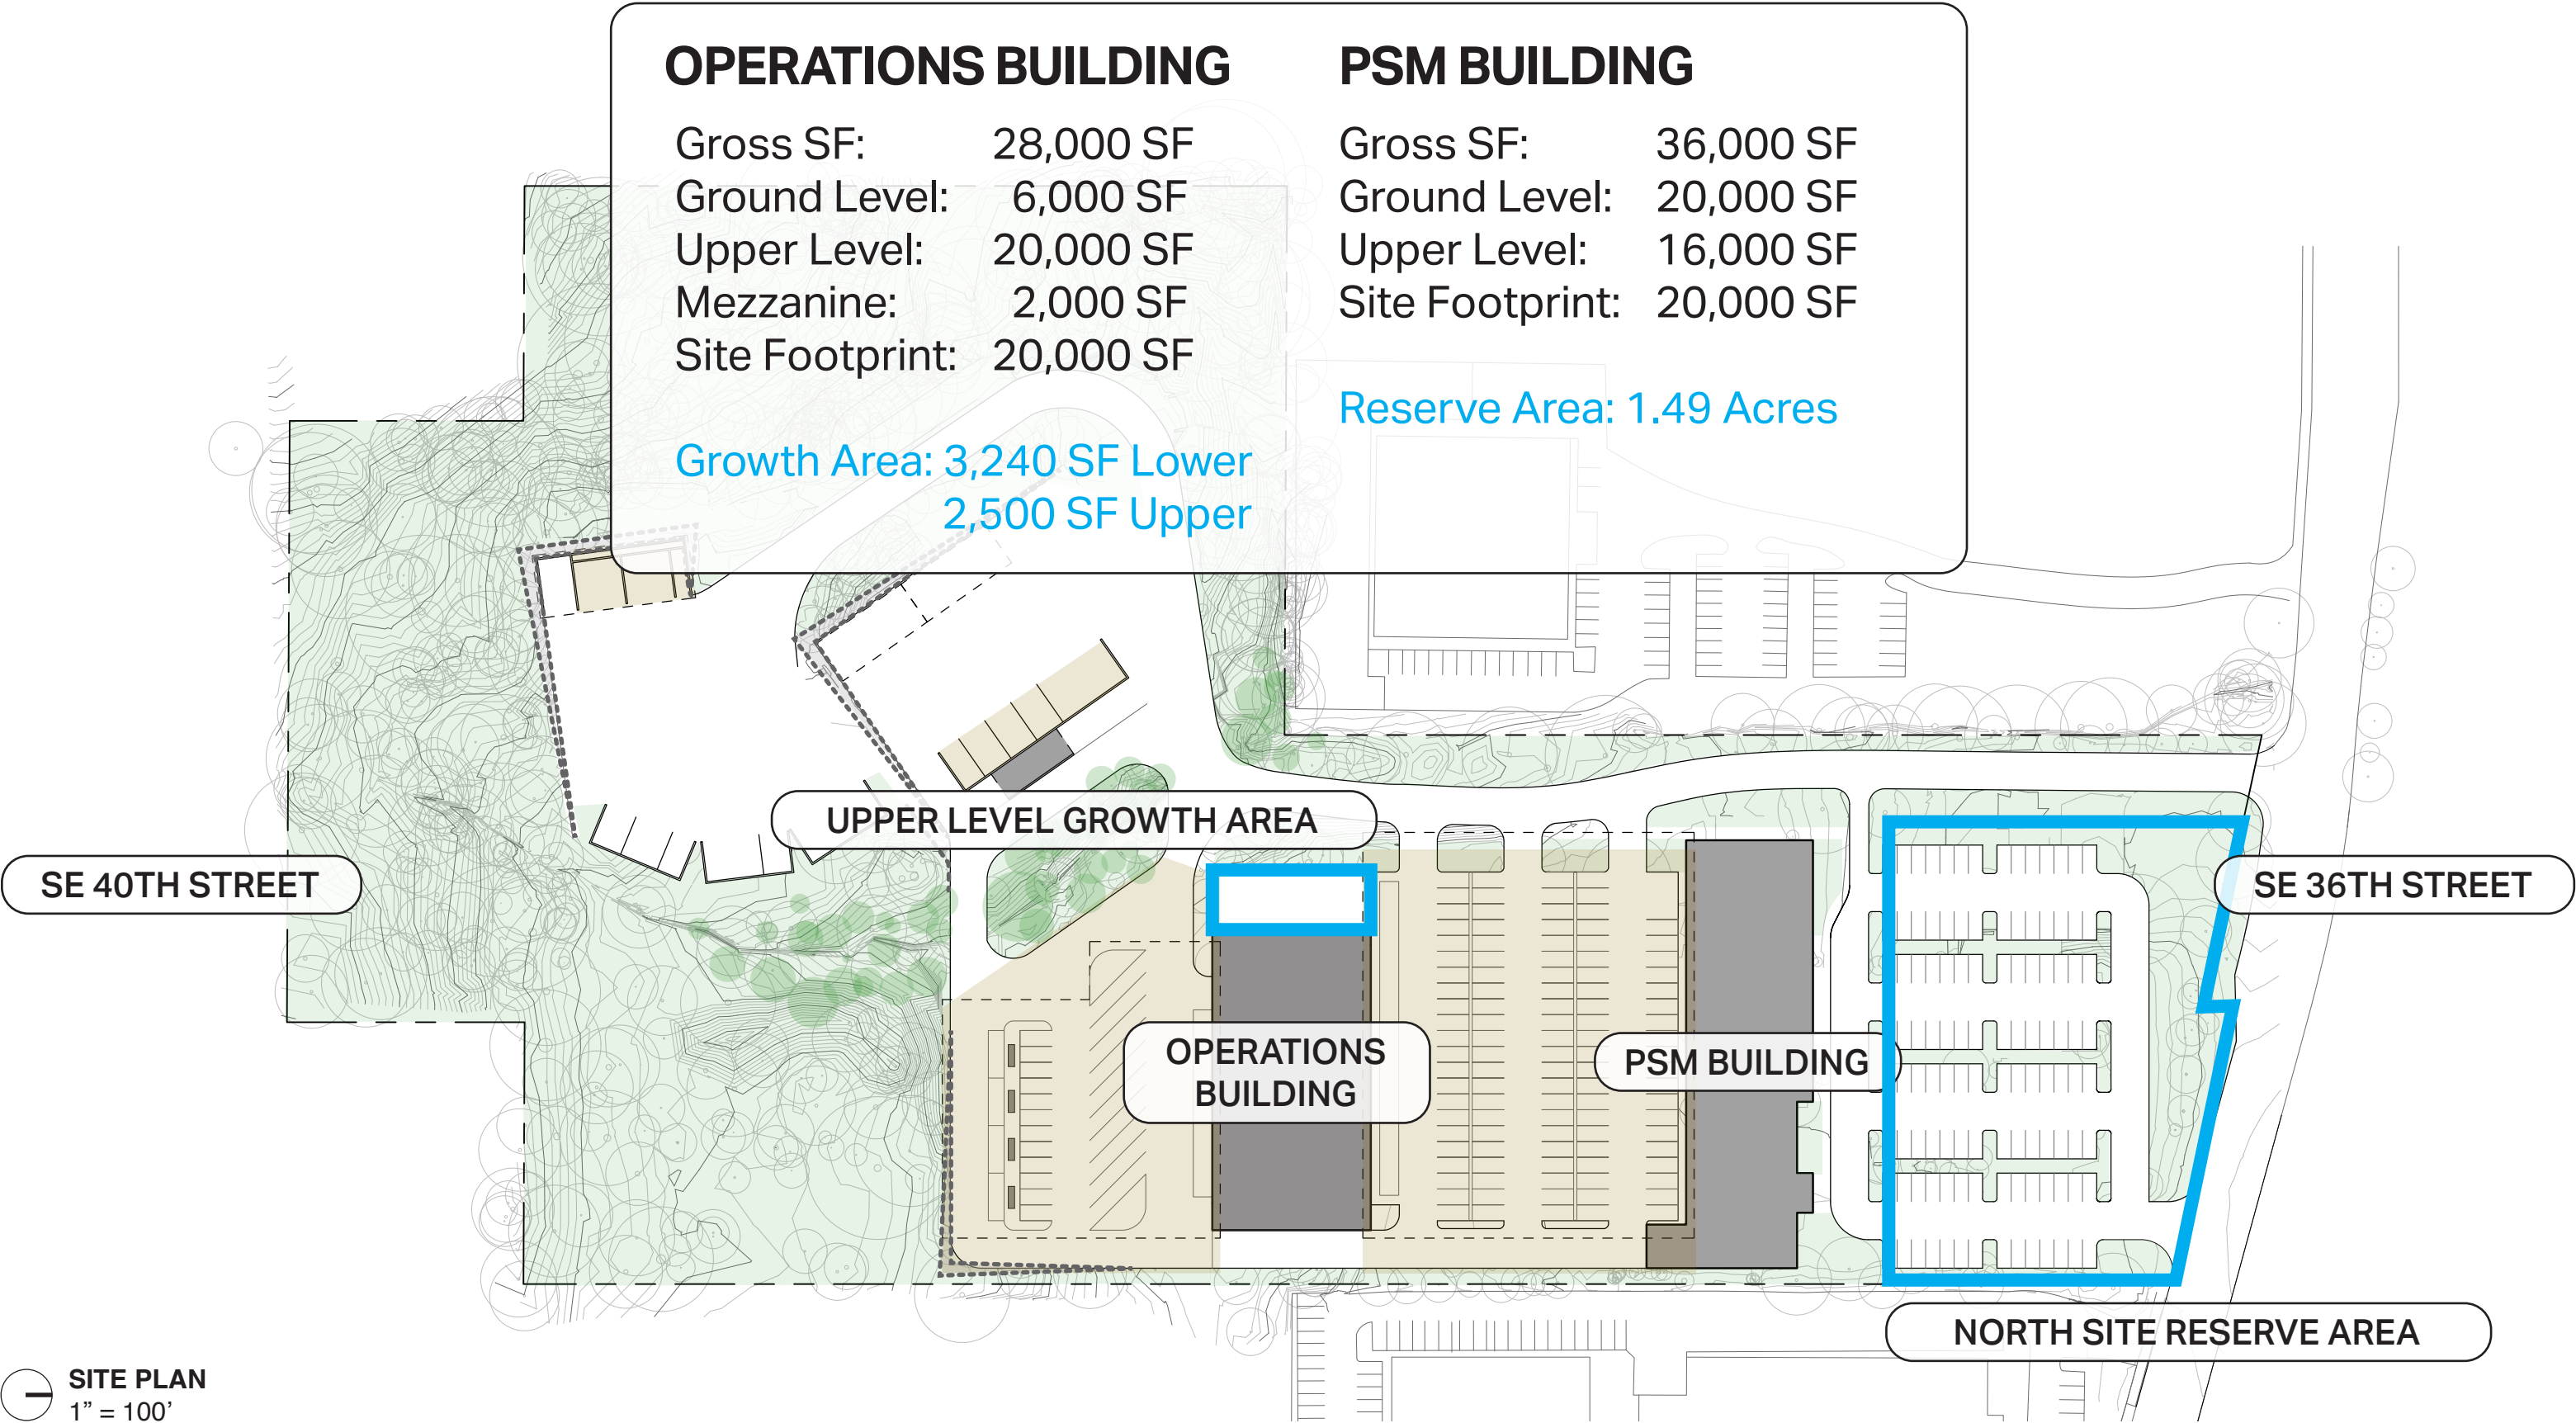 OPERATIONS BUILDING
Gross SF: 28,000 SF
Ground Level: 6,000 SF
Upper Level: 20,000 SF
Mezzanine: 2,000 SF
Site Footprint: 20,000 SF
Growth Area: 3,240 SF Lower
2,500 SF Upper
PSM BUILDING
Gross SF: 36,000 SF
Ground Level: 20,000 SF
Upper Level: 16,000 SF
Site Footprint: 20,000 SF
Reserve Area: 1.49 Acres
UPPER LEVEL GROWTH AREA
SE 40TH STREET
SE 36TH STREET
OPERATIONS
BUILDING
PSM BUILDING
NORTH SITE RESERVE AREA
SITE PLAN
1” = 100’